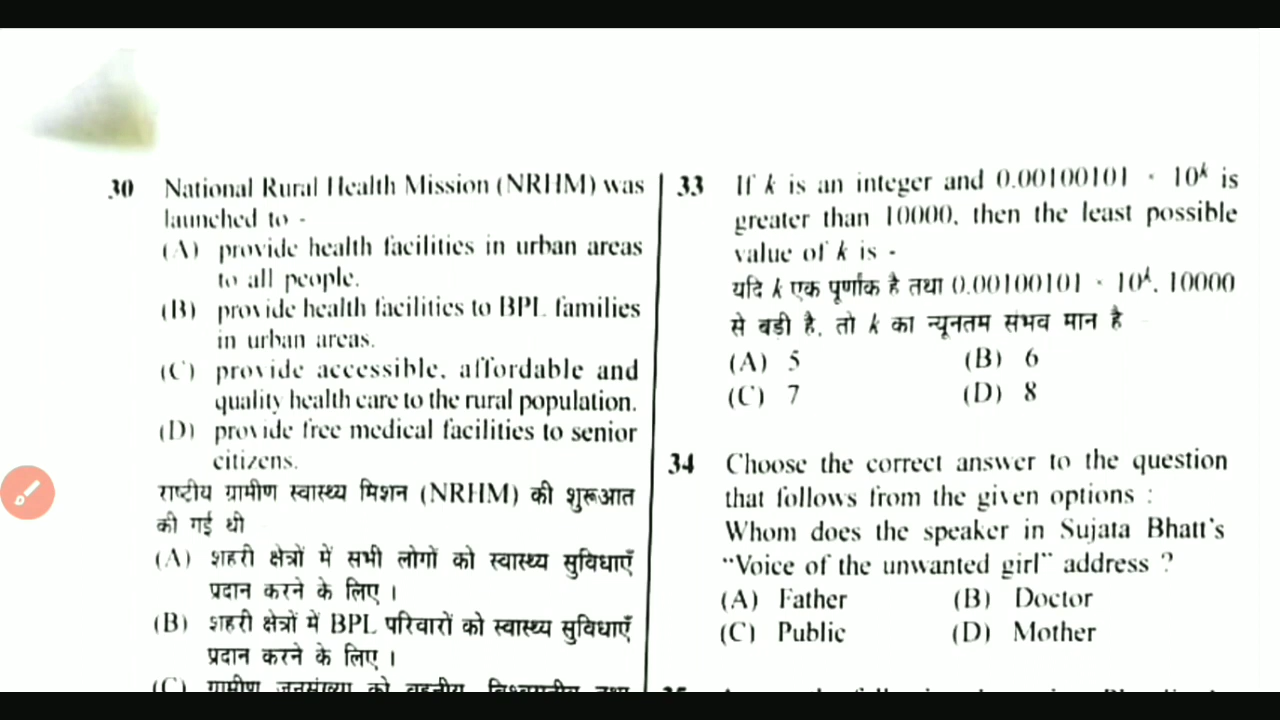 30 National Rural Health Mission (NRHM) was
launched to -
(A) provide health facilities in urban areas
to all people.
(B) provide health facilities to BPL families
in urban areas.
(C) provide accessible, affordable and
quality health care to the rural population.
(D) provide free medical facilities to senior
citizens.
राष्टीय ग्रामीण स्वास्थ्य मिशन (NRHM) की शुरूआत
की गई थी
(A) शहरी क्षेत्रों में सभी लोगों को स्वास्थ्य सुविधाएँ
प्रदान करने के लिए ।
(B) शहरी क्षेत्रों में BPL परिवारों को स्वास्थ्य सुविधाएँ
प्रदान करने के लिए ।
(C) ग्रामीण जनसंख्या को तथा
33 If k is an integer and 0.00100101 · 10^k is
greater than 10000, then the least possible
value of k is -
यदि k एक पूर्णांक है तथा 0.00100101 · 10^k, 10000
से बड़ी है, तो k का न्यूनतम संभव मान है
(A) 5 (B) 6
(C) 7 (D) 8
34 Choose the correct answer to the question
that follows from the given options :
Whom does the speaker in Sujata Bhatt's
"Voice of the unwanted girl" address ?
(A) Father (B) Doctor
(C) Public (D) Mother